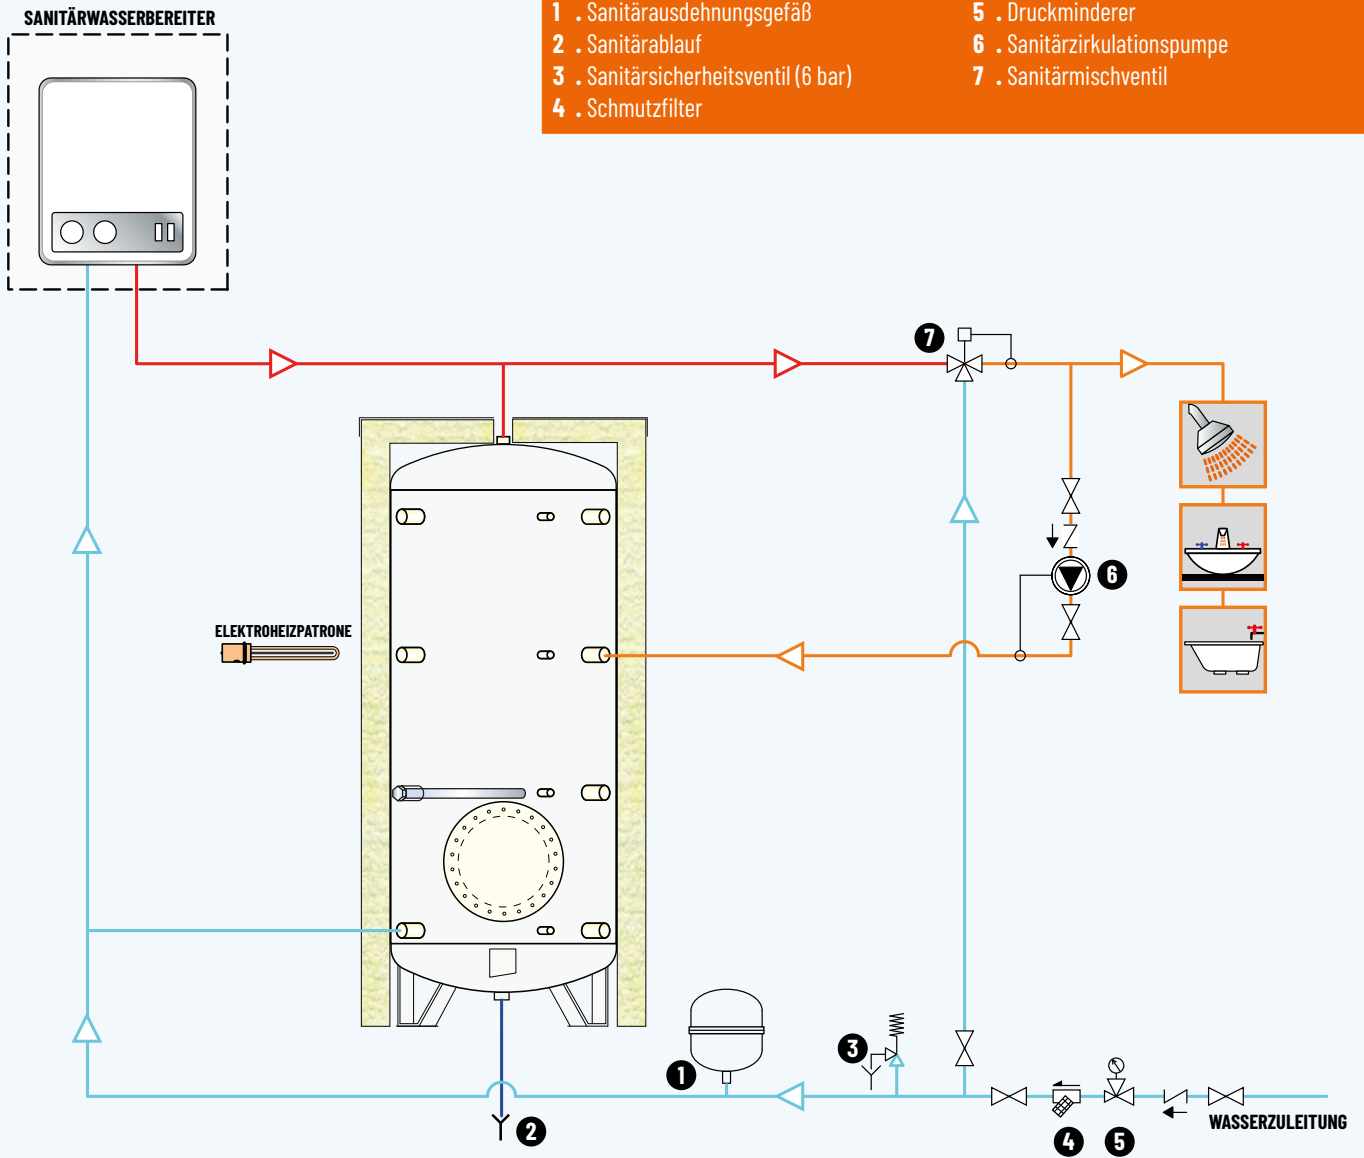 SANITÄRWASSERBEREITER
1 . Sanitärausdehnungsgefäß
2 . Sanitärablauf
3 . Sanitärsicherheitsventil (6 bar)
4 . Schmutzfilter
5 . Druckminderer
6 . Sanitärzirkulationspumpe
7 . Sanitärmischventil
7
6
ELEKTROHEIZPATRONE
3
1
2
4
5
WASSERZULEITUNG